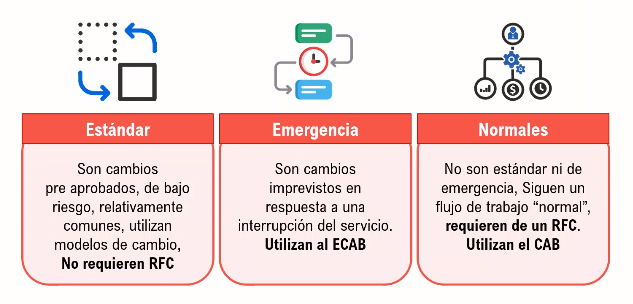 Estándar
Son cambios
pre aprobados, de bajo
riesgo, relativamente
comunes, utilizan
modelos de cambio,
No requieren RFC
Emergencia
Son cambios
imprevistos en
respuesta a una
interrupción del servicio.
Utilizan al ECAB
Normales
No son estándar ni de
emergencia, Siguen un
flujo de trabajo “normal”,
requieren de un RFC.
Utilizan el CAB